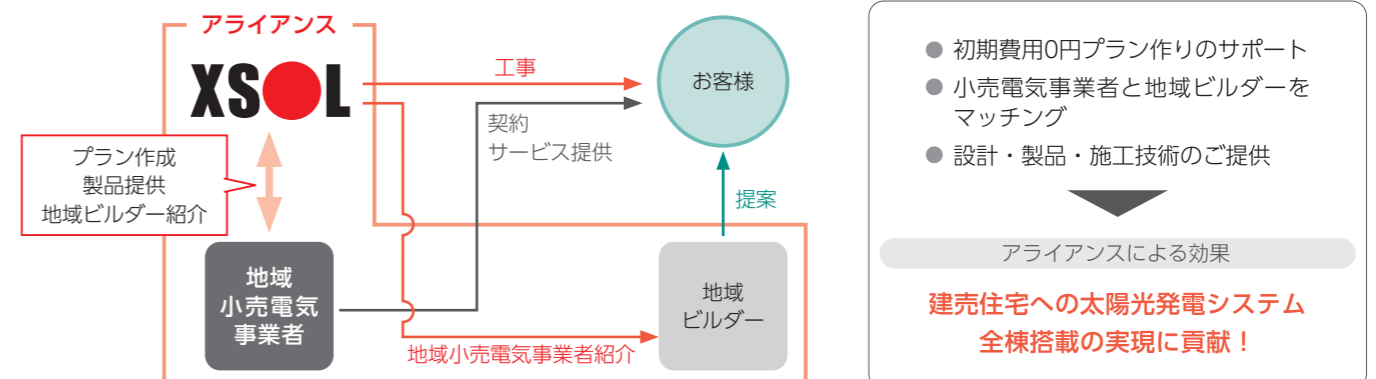 アライアンス
XSOL
工事
お客様
契約
サービス提供
プラン作成
製品提供
地域ビルダー紹介
提案
地域
小売電気
事業者
地域
ビルダー
地域小売電気事業者紹介
● 初期費用0円プラン作りのサポート
● 小売電気事業者と地域ビルダーを
マッチング
● 設計・製品・施工技術のご提供
アライアンスによる効果
建売住宅への太陽光発電システム
全棟搭載の実現に貢献！